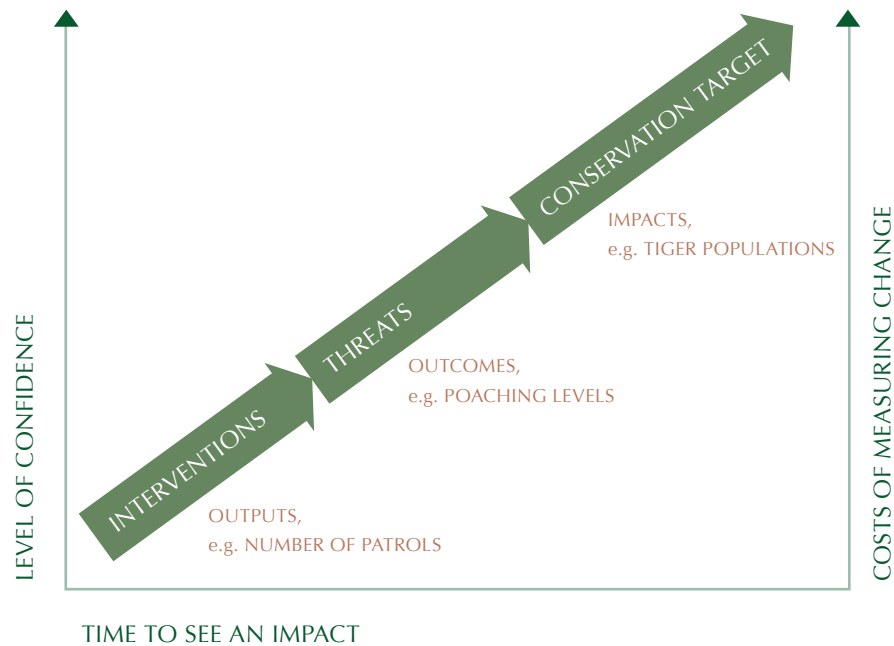 CONSERVATION TARGET
IMPACTS,
e.g. TIGER POPULATIONS
THREATS
OUTCOMES,
e.g. POACHING LEVELS
INTERVENTIONS
OUTPUTS,
e.g. NUMBER OF PATROLS
LEVEL OF CONFIDENCE
COSTS OF MEASURING CHANGE
TIME TO SEE AN IMPACT